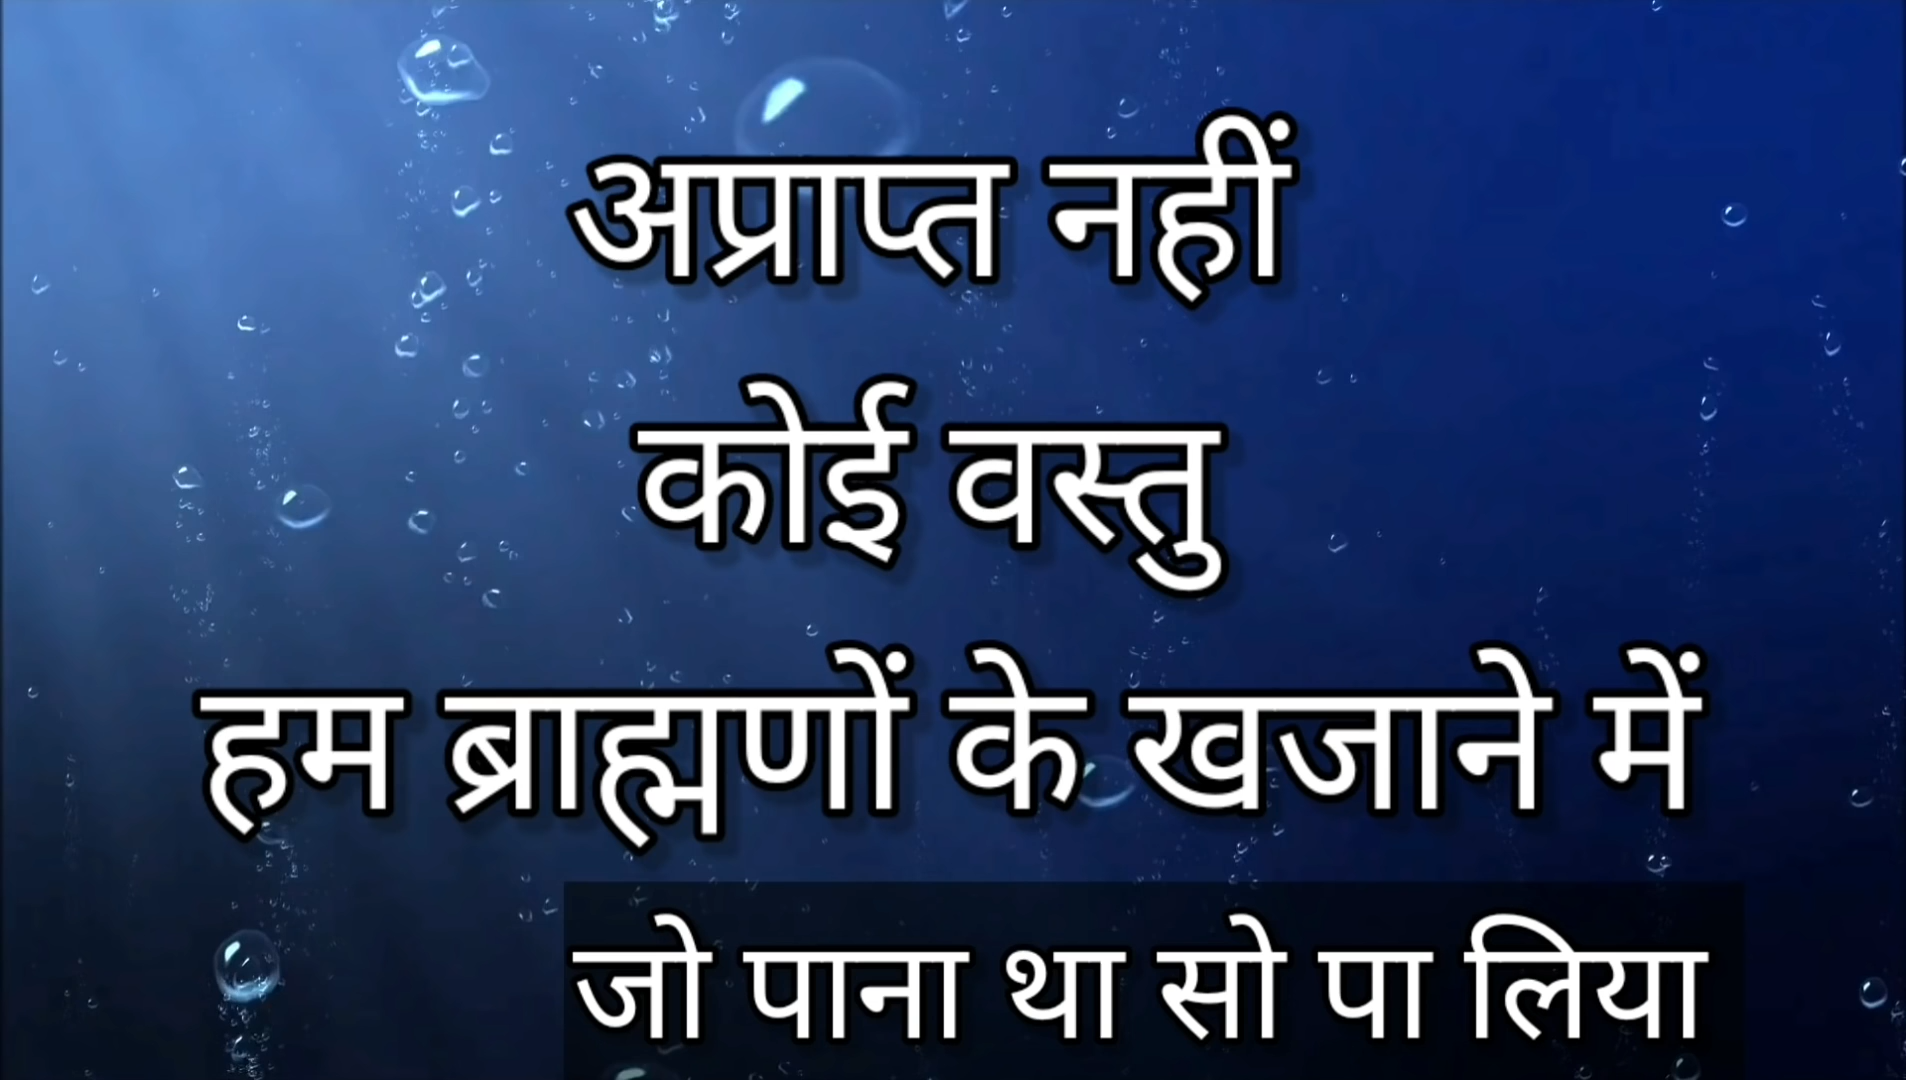 अप्राप्त नहीं
कोई वस्तु
हम ब्राह्मणों के खजाने में
जो पाना था सो पा लिया